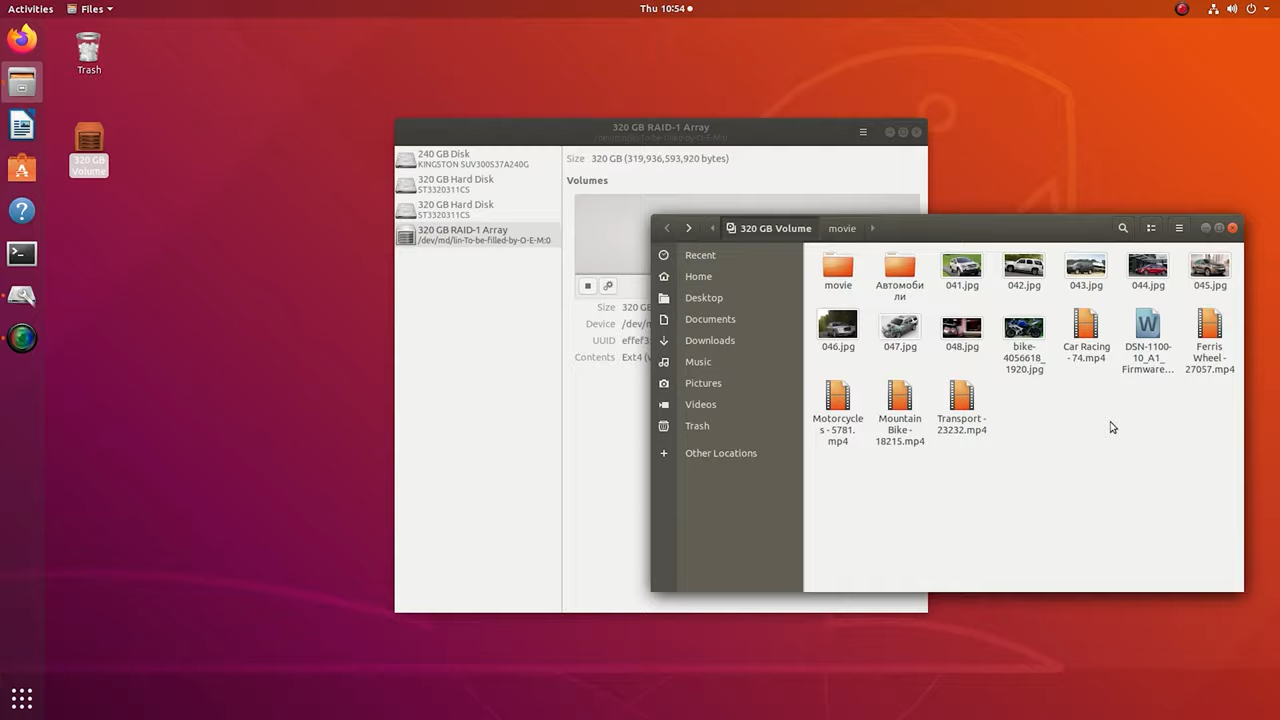 Activities
Files
Thu 10:54
Trash
320 GB
Volume
320 GB RAID-1 Array
240 GB Disk
KINGSTON SUV300S37A240G
320 GB Hard Disk
ST3320311CS
320 GB Hard Disk
ST3320311CS
320 GB RAID-1 Array
/dev/md/lin-To-be-filled-by-O-E-M:0
Size 320 GB (319,936,593,920 bytes)
Volumes
Size 320 G
Device /dev/m
UUID effef3
Contents Ext4 (v
320 GB Volume
movie
Recent
Home
Desktop
Documents
Downloads
Music
Pictures
Videos
Trash
Other Locations
movie
Автомоби
ли
041.jpg
042.jpg
043.jpg
044.jpg
045.jpg
046.jpg
047.jpg
048.jpg
bike-
4056618_
1920.jpg
Car Racing
- 74.mp4
DSN-1100-
10_A1_
Firmware...
Ferris
Wheel -
27057.mp4
Motorcycle
s - 5781.
mp4
Mountain
Bike -
18215.mp4
Transport -
23232.mp4